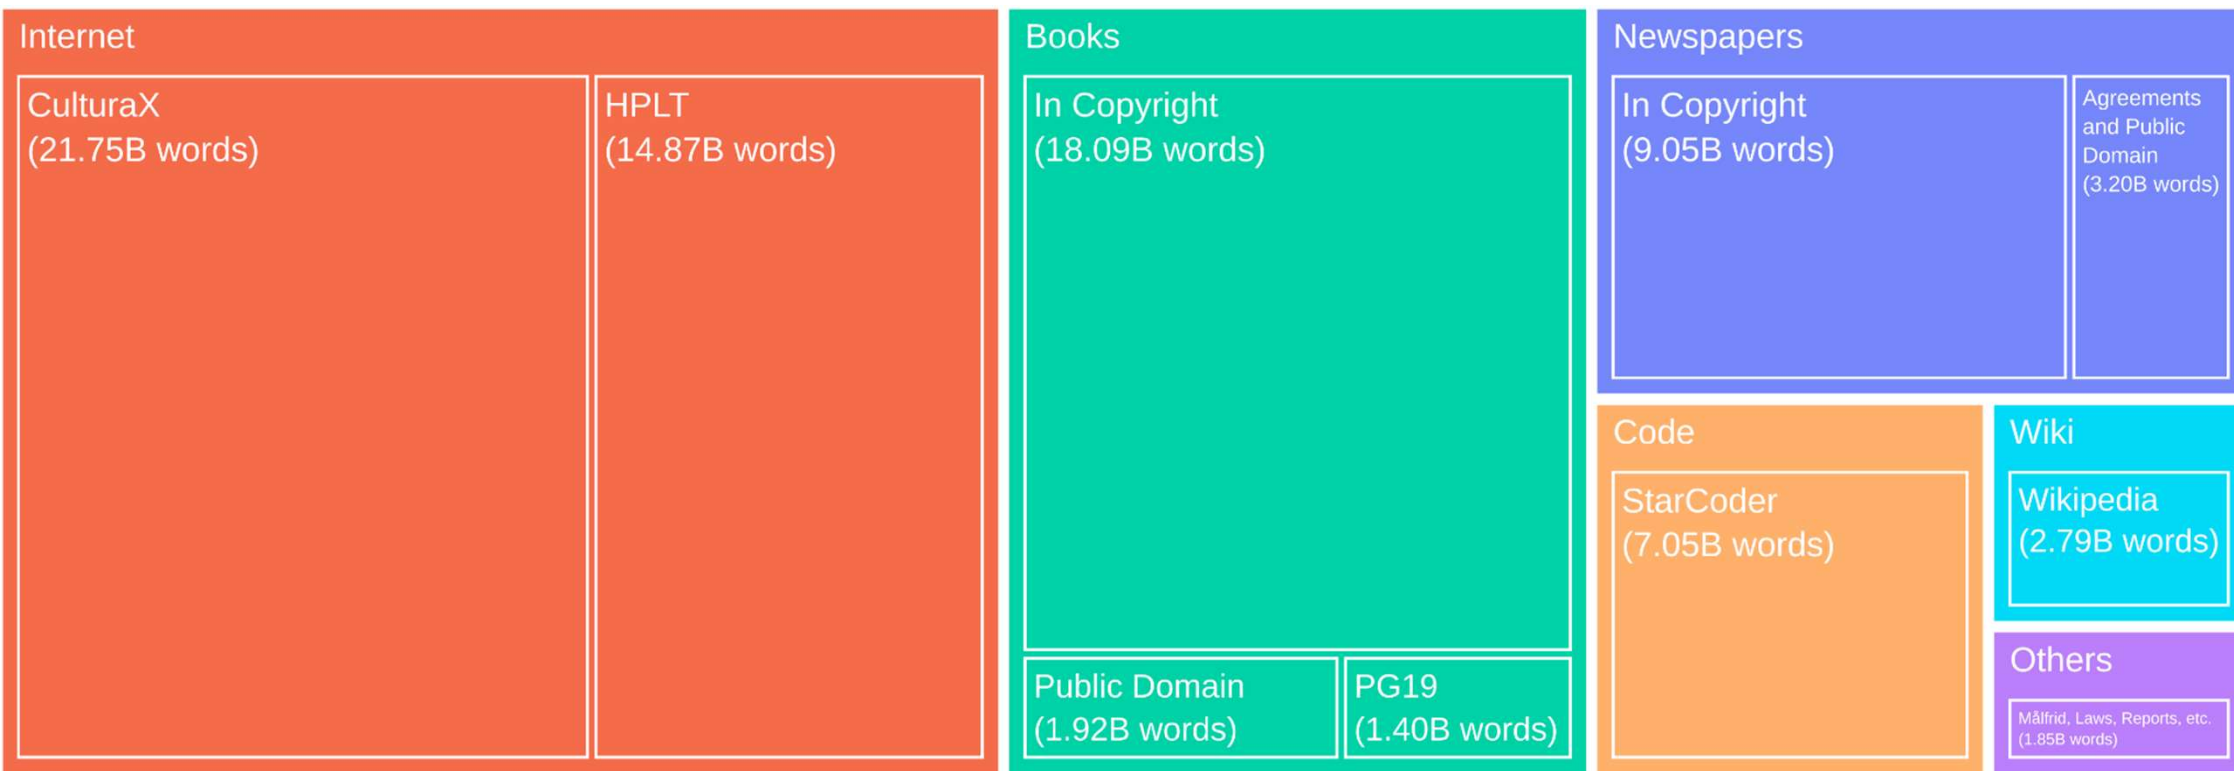 Internet
CulturaX
(21.75B words)
HPLT
(14.87B words)
Books
In Copyright
(18.09B words)
Public Domain
(1.92B words)
PG19
(1.40B words)
Newspapers
In Copyright
(9.05B words)
Agreements
and Public
Domain
(3.20B words)
Code
StarCoder
(7.05B words)
Wiki
Wikipedia
(2.79B words)
Others
Målfrid, Laws, Reports, etc.
(1.85B words)